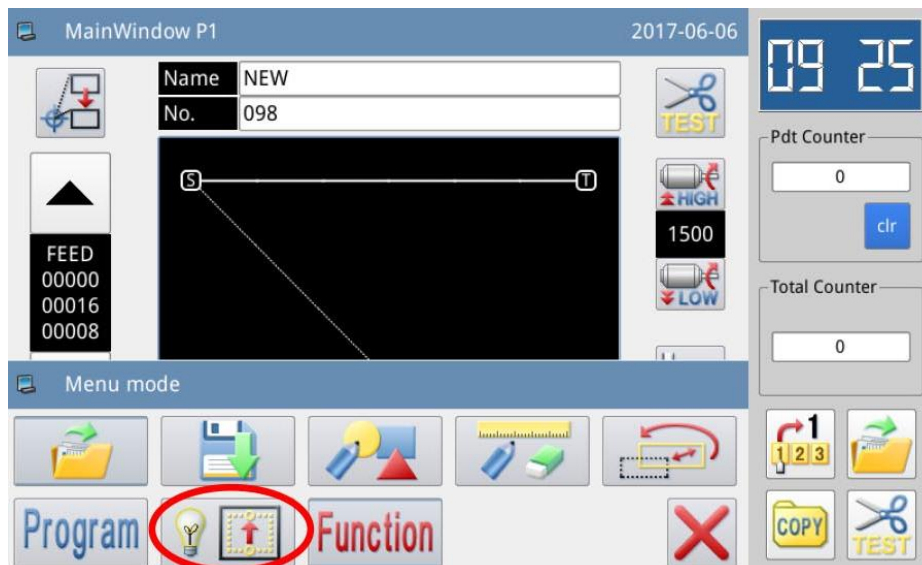 MainWindow P1
2017-06-06
09 25
Name NEW
No. 098
TEST
S
T
HIGH
1500
LOW
FEED
00000
00016
00008
Pdt Counter
0
clr
Total Counter
0
Menu mode
1
1 2 3
Program
Function
COPY
TEST